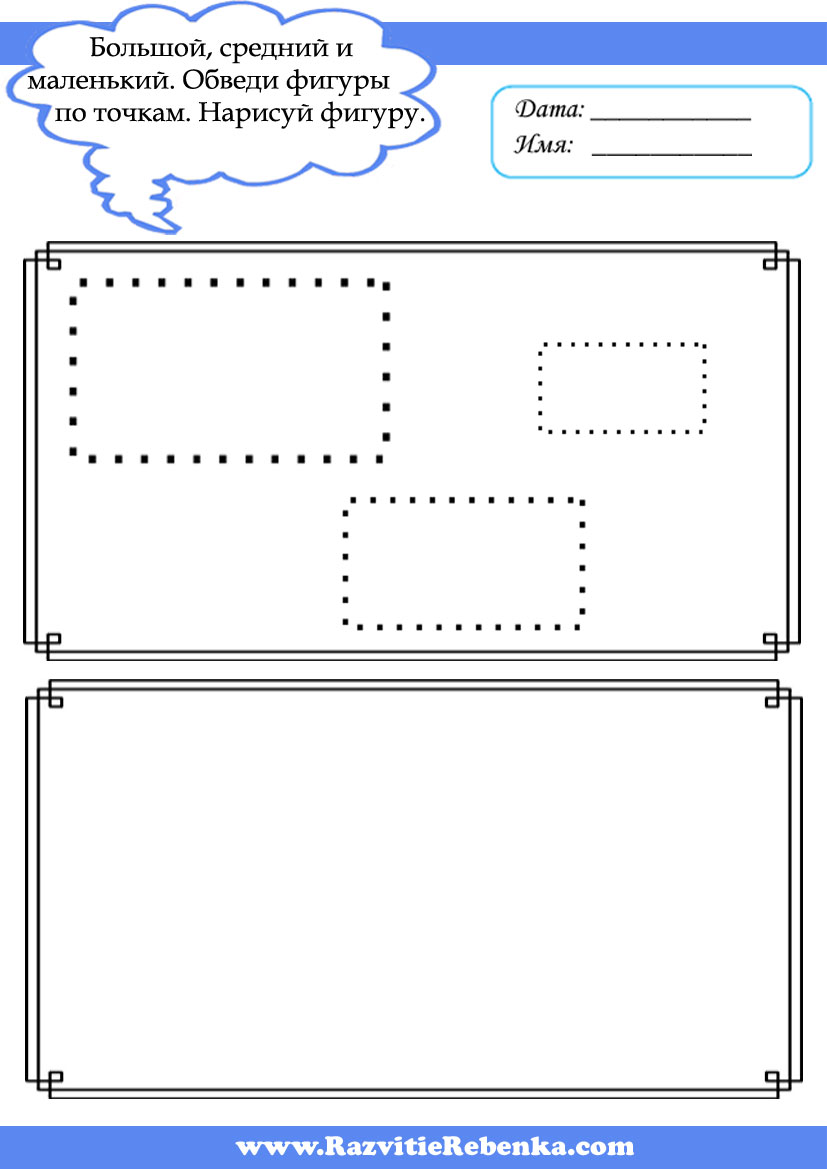 Большой, средний и
маленький. Обведи фигуры
по точкам. Нарисуй фигуру.
Дата: ____________
Имя: ____________
www.RazvitieRebenka.com